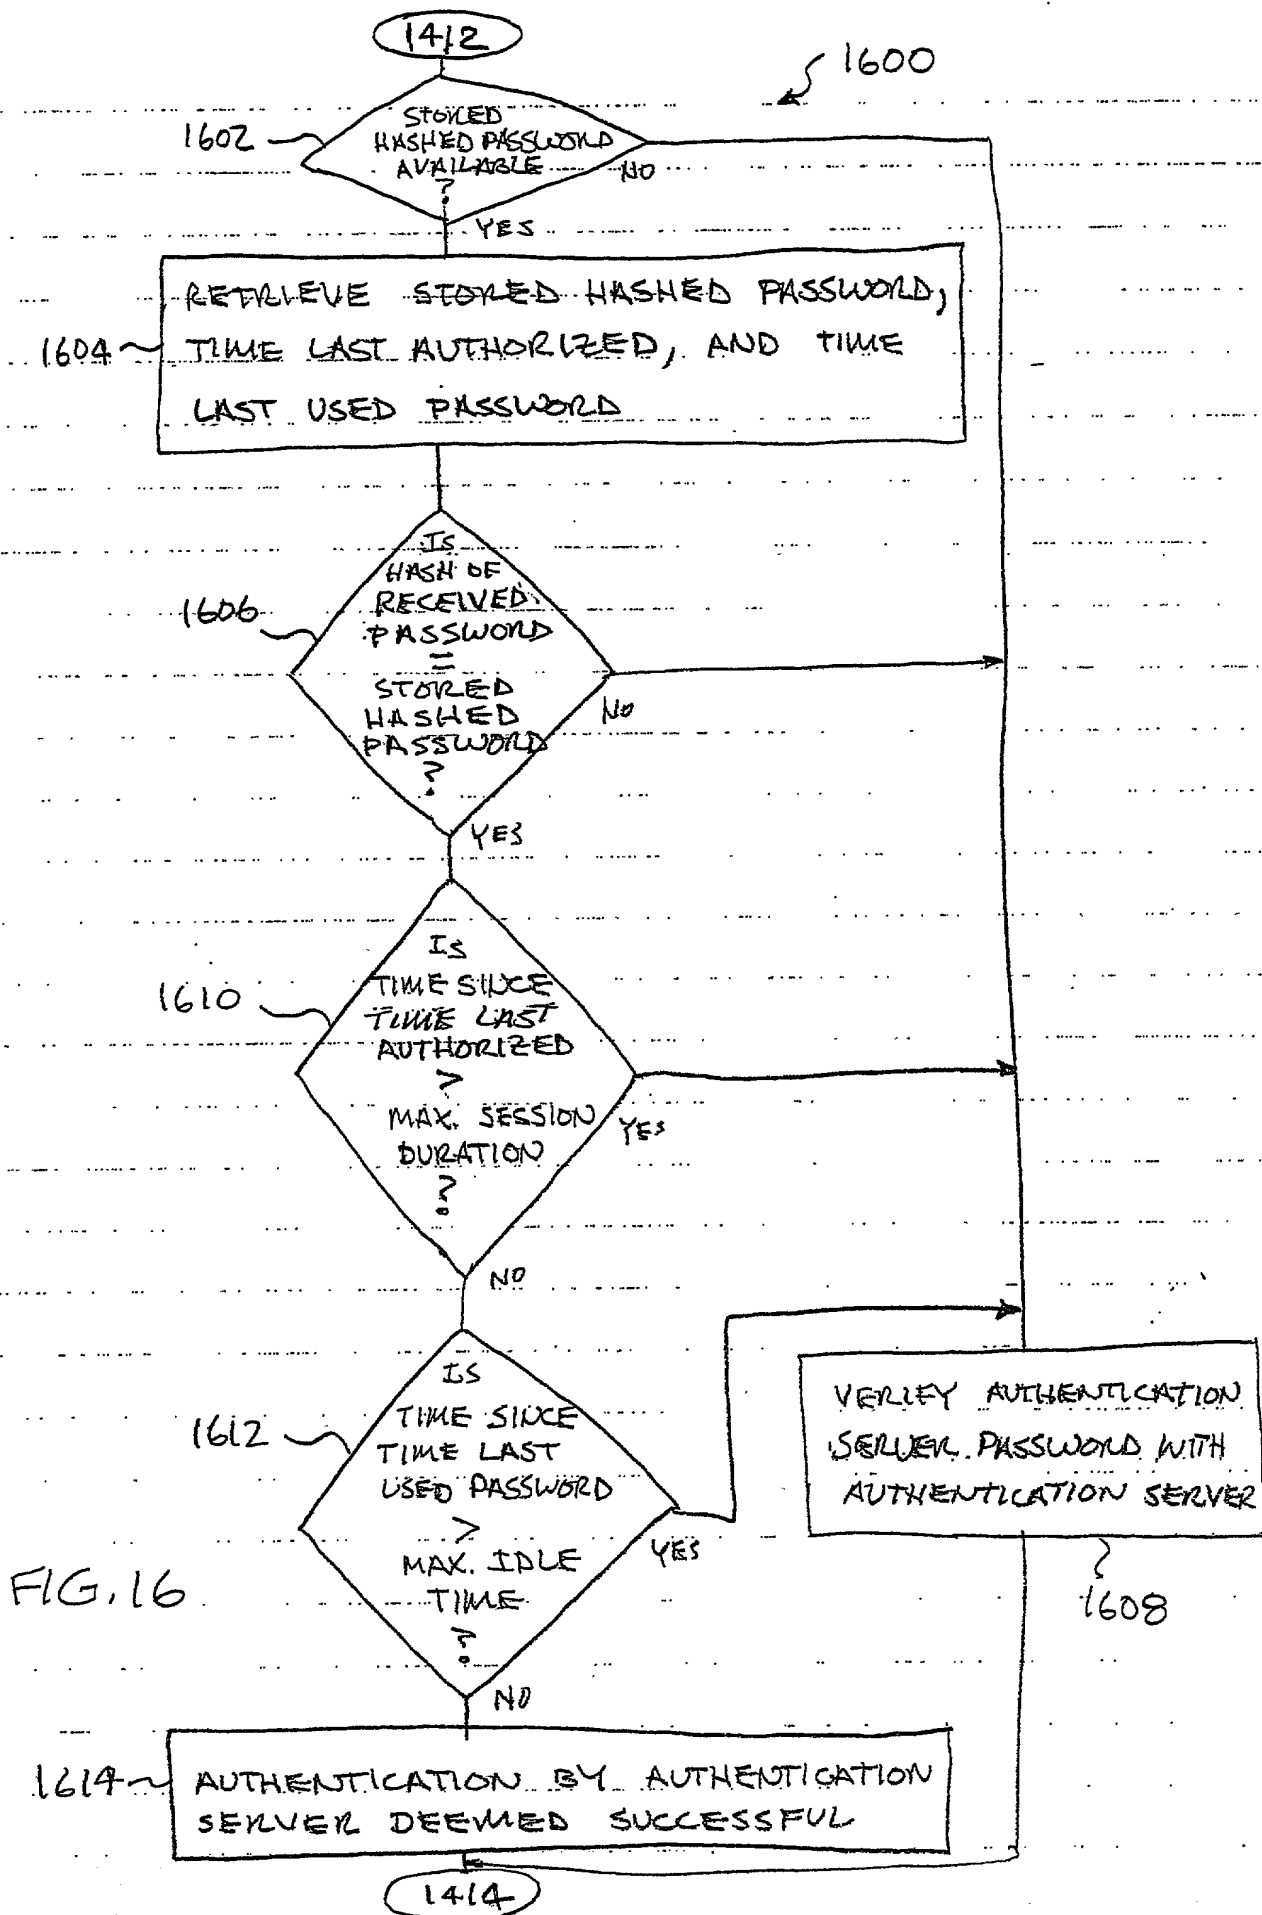 1412
1600
1602
STORED
HASHED PASSWORD
AVAILABLE
?
NO
YES
1604
RETRIEVE STORED HASHED PASSWORD,
TIME LAST AUTHORIZED, AND TIME
LAST USED PASSWORD
1606
IS
HASH OF
RECEIVED
PASSWORD
=
STORED
HASHED
PASSWORD
?
NO
YES
1610
IS
TIME SINCE
TIME LAST
AUTHORIZED
>
MAX. SESSION
DURATION
?
YES
NO
1612
IS
TIME SINCE
TIME LAST
USED PASSWORD
>
MAX. IDLE
TIME
?
YES
NO
VERIFY AUTHENTICATION
SERVER PASSWORD WITH
AUTHENTICATION SERVER
1608
FIG. 16
1614
AUTHENTICATION BY AUTHENTICATION
SERVER DEEMED SUCCESSFUL
1414